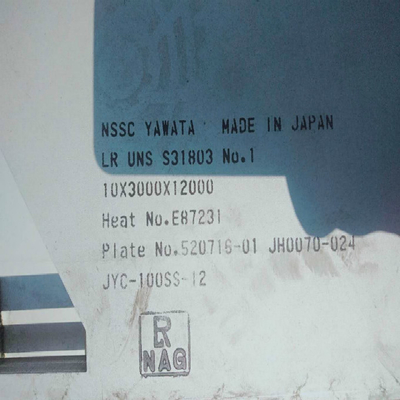 NSSC YAWATA MADE IN JAPAN
LR UNS S31803 No.1
10X3000X12000
Heat No.E87231
Plate No.520716-01 JH0070-024
JYC-100SS-12
LR
NAG